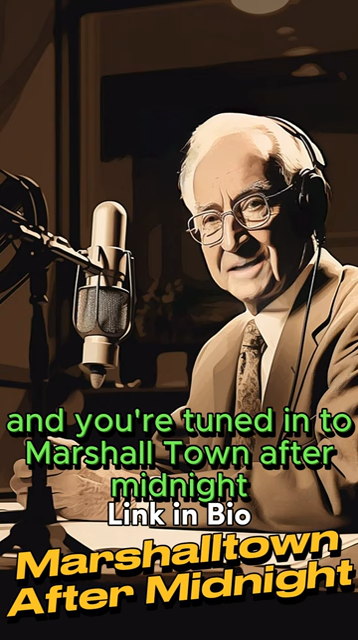 and you're tuned in to
Marshall Town after
midnight
Link in Bio
Marshalltown
After Midnight